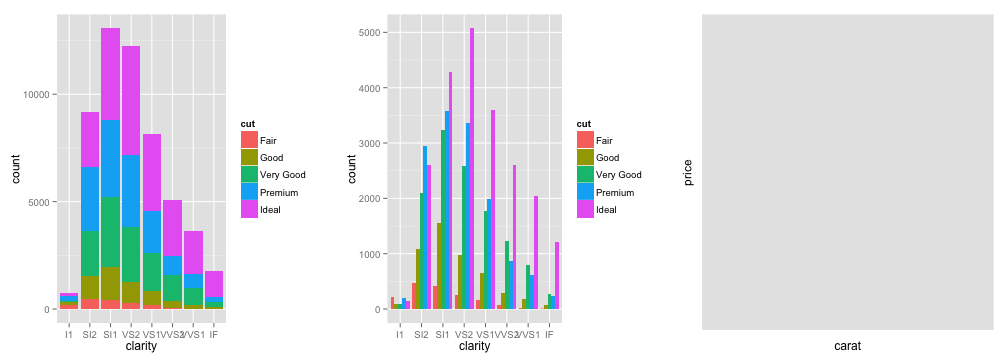 count
10000
5000
0
I1 SI2 SI1 VS2 VS1 VVS2 VVS1 IF
clarity
cut
Fair
Good
Very Good
Premium
Ideal
count
5000
4000
3000
2000
1000
0
I1 SI2 SI1 VS2 VS1 VVS2 VVS1 IF
clarity
cut
Fair
Good
Very Good
Premium
Ideal
price
carat